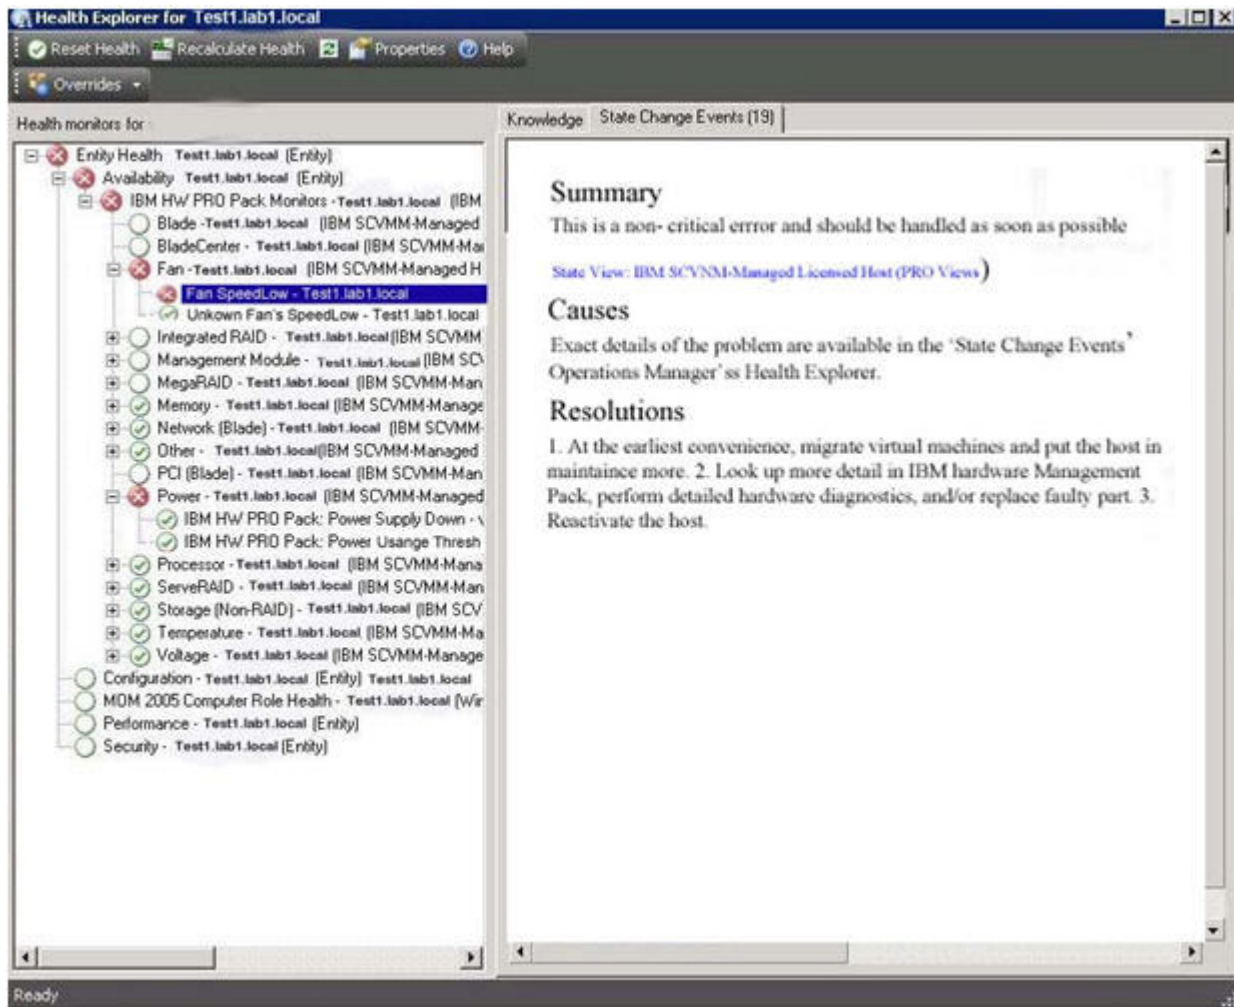 Health Explorer for Test1.lab1.local
Reset Health Recalculate Health Properties Help
Overrides
Health monitors for
Entity Health Test1.lab1.local (Entity)
Availability Test1.lab1.local (Entity)
IBM HW PRO Pack Monitors - Test1.lab1.local (IBM
Blade -Test1.lab1.local (IBM SCVMM-Managed
BladeCenter - Test1.lab1.local (IBM SCVMM-Ma
Fan -Test1.lab1.local (IBM SCVMM-Managed H
Fan SpeedLow - Test1.lab1.local
Unkown Fan's SpeedLow - Test1.lab1.local
Integrated RAID - Test1.lab1.local(IBM SCVMM
Management Module - Test1.lab1.local (IBM SCV
MegaRAID - Test1.lab1.local (IBM SCVMM-Man
Memory - Test1.lab1.local (IBM SCVMM-Manage
Network (Blade) - Test1.lab1.local (IBM SCVMM-
Other - Test1.lab1.local(IBM SCVMM-Managed
PCI (Blade) - Test1.lab1.local (IBM SCVMM-Man
Power - Test1.lab1.local (IBM SCVMM-Managed
IBM HW PRO Pack: Power Supply Down - v
IBM HW PRO Pack: Power Usange Thresh
Processor - Test1.lab1.local (IBM SCVMM-Mana
ServeRAID - Test1.lab1.local (IBM SCVMM-Man
Storage (Non-RAID) - Test1.lab1.local (IBM SCV
Temperature - Test1.lab1.local (IBM SCVMM-Ma
Voltage - Test1.lab1.local (IBM SCVMM-Manage
Configuration - Test1.lab1.local (Entity) Test1.lab1.local
MOM 2005 Computer Role Health - Test1.lab1.local (Wir
Performance - Test1.lab1.local (Entity)
Security - Test1.lab1.local (Entity)
Knowledge State Change Events (19)
Summary
This is a non- critical errror and should be handled as soon as possible
State View: IBM SCVNM-Managed Licensed Host (PRO Views)
Causes
Exact details of the problem are available in the ‘State Change Events’
Operations Manager’ss Health Explorer.
Resolutions
1. At the earliest convenience, migrate virtual machines and put the host in
maintaince more. 2. Look up more detail in IBM hardware Management
Pack, perform detailed hardware diagnostics, and/or replace faulty part. 3.
Reactivate the host.
Ready